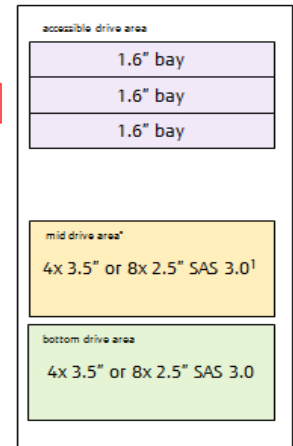 accessible drive area
1.6" bay
1.6" bay
1.6" bay
mid drive area*
4x 3.5" or 8x 2.5" SAS 3.0¹
bottom drive area
4x 3.5" or 8x 2.5" SAS 3.0